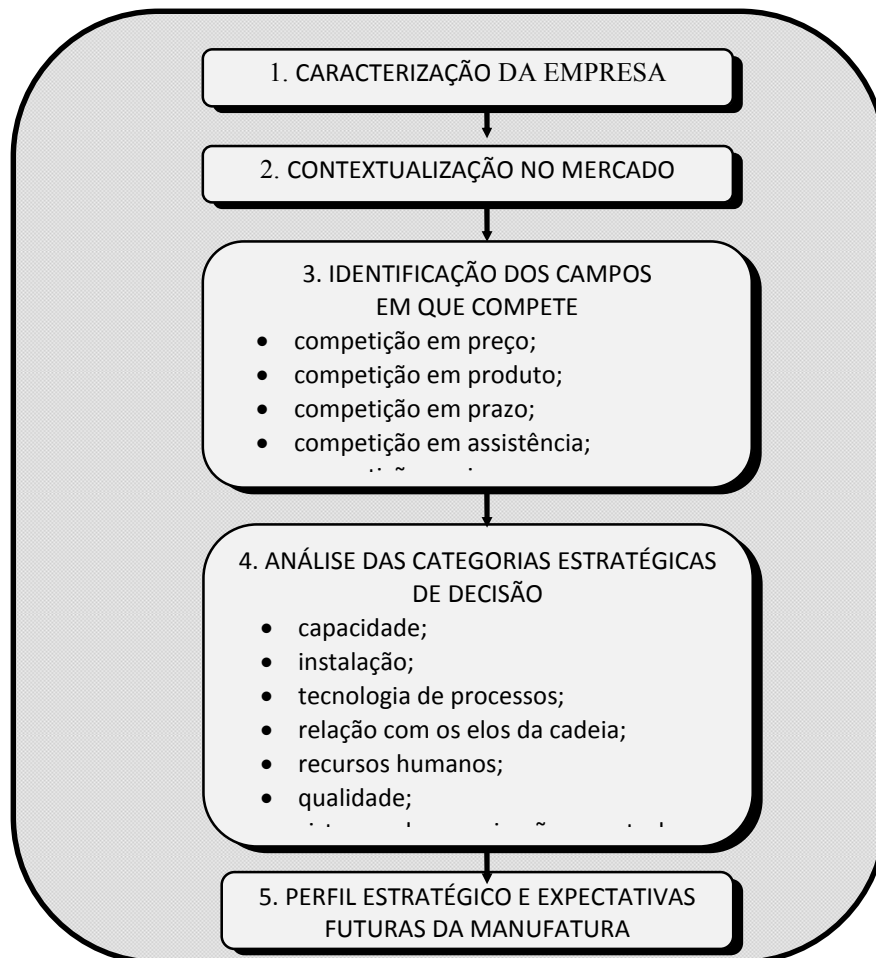 1. CARACTERIZAÇÃO DA EMPRESA
2. CONTEXTUALIZAÇÃO NO MERCADO
3. IDENTIFICAÇÃO DOS CAMPOS
EM QUE COMPETE
• competição em preço;
• competição em produto;
• competição em prazo;
• competição em assistência;
4. ANÁLISE DAS CATEGORIAS ESTRATÉGICAS
DE DECISÃO
• capacidade;
• instalação;
• tecnologia de processos;
• relação com os elos da cadeia;
• recursos humanos;
• qualidade;
5. PERFIL ESTRATÉGICO E EXPECTATIVAS
FUTURAS DA MANUFATURA